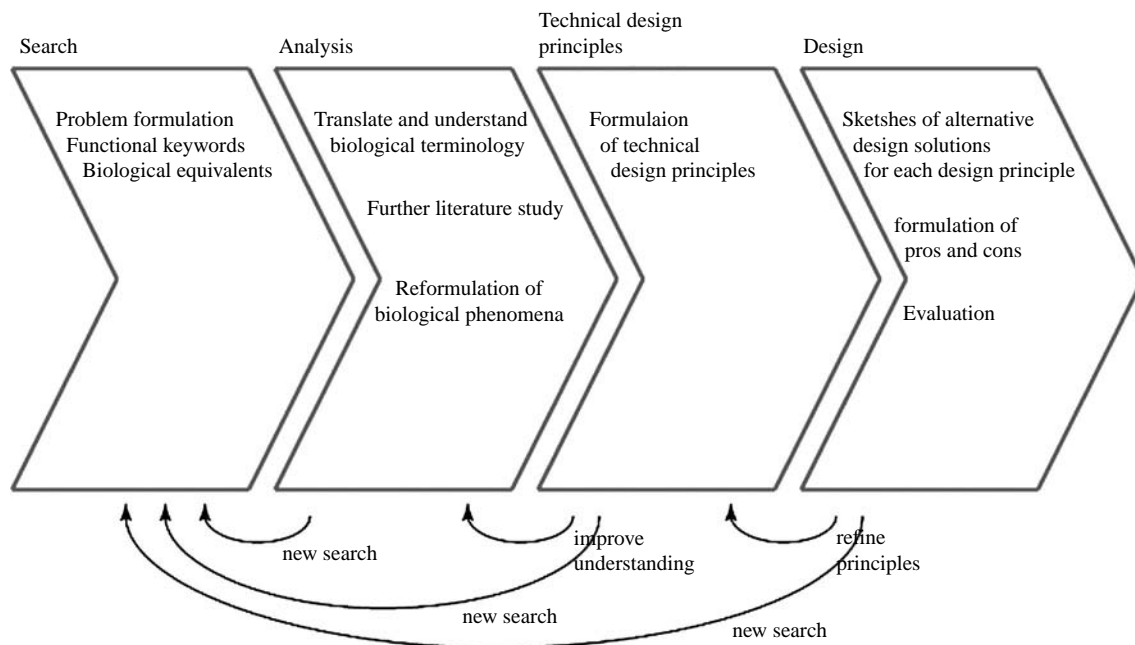 Search
Analysis
Technical design
principles
Design
Problem formulation
Functional keywords
Biological equivalents
Translate and understand
biological terminology
Further literature study
Reformulation of
biological phenomena
Formulaion
of technical
design principles
Sketshes of alternative
design solutions
for each design principle
formulation of
pros and cons
Evaluation
new search
improve
understanding
refine
principles
new search
new search